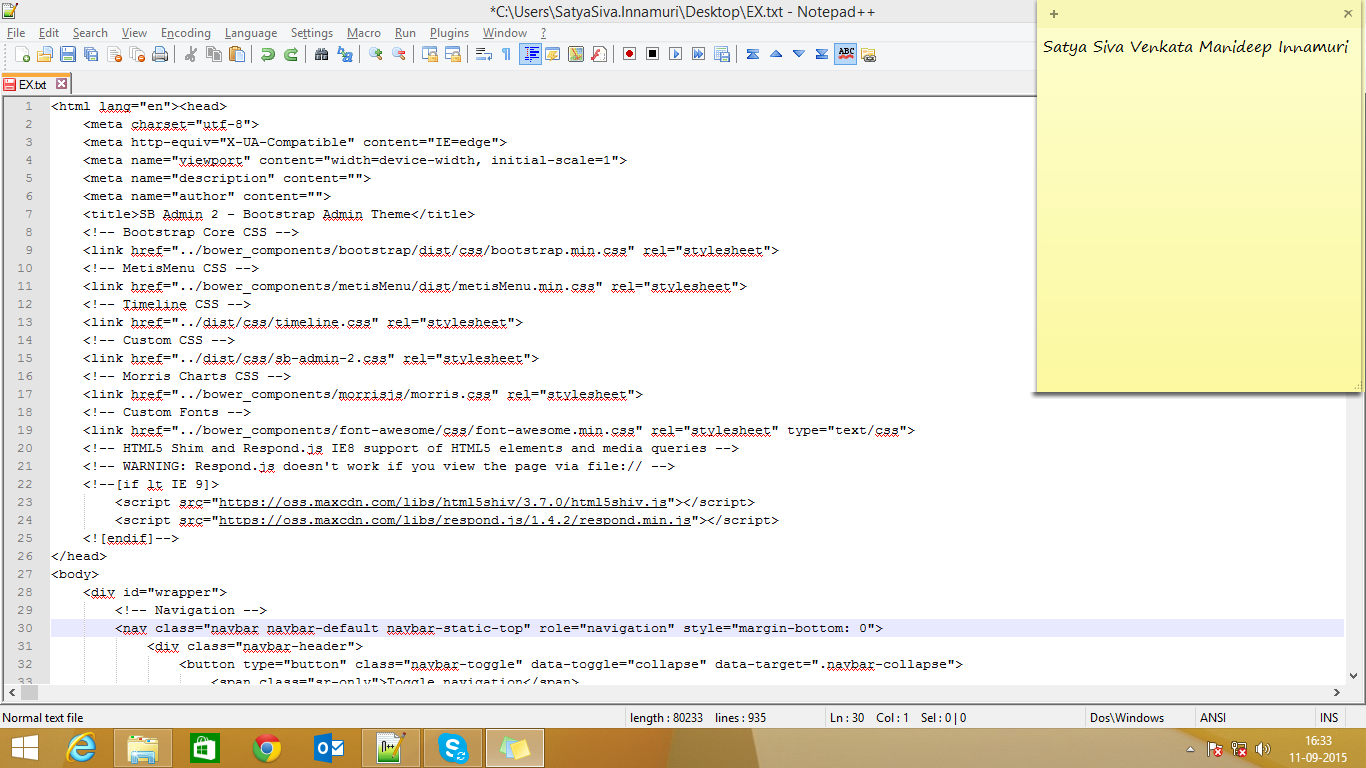 *C:\Users\SatyaSiva.Innamuri\Desktop\EX.txt - Notepad++
File Edit Search View Encoding Language Settings Macro Run Plugins Window ?
Satya Siva Venkata Manideep Innamuri
EX.txt
1 <html lang="en"><head>
2 <meta charset="utf-8">
3 <meta http-equiv="X-UA-Compatible" content="IE=edge">
4 <meta name="viewport" content="width=device-width, initial-scale=1">
5 <meta name="description" content="">
6 <meta name="author" content="">
7 <title>SB Admin 2 - Bootstrap Admin Theme</title>
8 <!-- Bootstrap Core CSS -->
9 <link href="../bower_components/bootstrap/dist/css/bootstrap.min.css" rel="stylesheet">
10 <!-- MetisMenu CSS -->
11 <link href="../bower_components/metisMenu/dist/metisMenu.min.css" rel="stylesheet">
12 <!-- Timeline CSS -->
13 <link href="../dist/css/timeline.css" rel="stylesheet">
14 <!-- Custom CSS -->
15 <link href="../dist/css/sb-admin-2.css" rel="stylesheet">
16 <!-- Morris Charts CSS -->
17 <link href="../bower_components/morrisjs/morris.css" rel="stylesheet">
18 <!-- Custom Fonts -->
19 <link href="../bower_components/font-awesome/css/font-awesome.min.css" rel="stylesheet" type="text/css">
20 <!-- HTML5 Shim and Respond.js IE8 support of HTML5 elements and media queries -->
21 <!-- WARNING: Respond.js doesn't work if you view the page via file:// -->
22 <!--[if lt IE 9]>
23 <script src="https://oss.maxcdn.com/libs/html5shiv/3.7.0/html5shiv.js"></script>
24 <script src="https://oss.maxcdn.com/libs/respond.js/1.4.2/respond.min.js"></script>
25 <![endif]-->
26 </head>
27 <body>
28 <div id="wrapper">
29 <!-- Navigation -->
30 <nav class="navbar navbar-default navbar-static-top" role="navigation" style="margin-bottom: 0">
31 <div class="navbar-header">
32 <button type="button" class="navbar-toggle" data-toggle="collapse" data-target=".navbar-collapse">
33 <span class="sr-only">Toggle navigation</span>
Normal text file length : 80233 lines : 935 Ln : 30 Col : 1 Sel : 0 | 0 Dos\Windows ANSI INS
16:33
11-09-2015